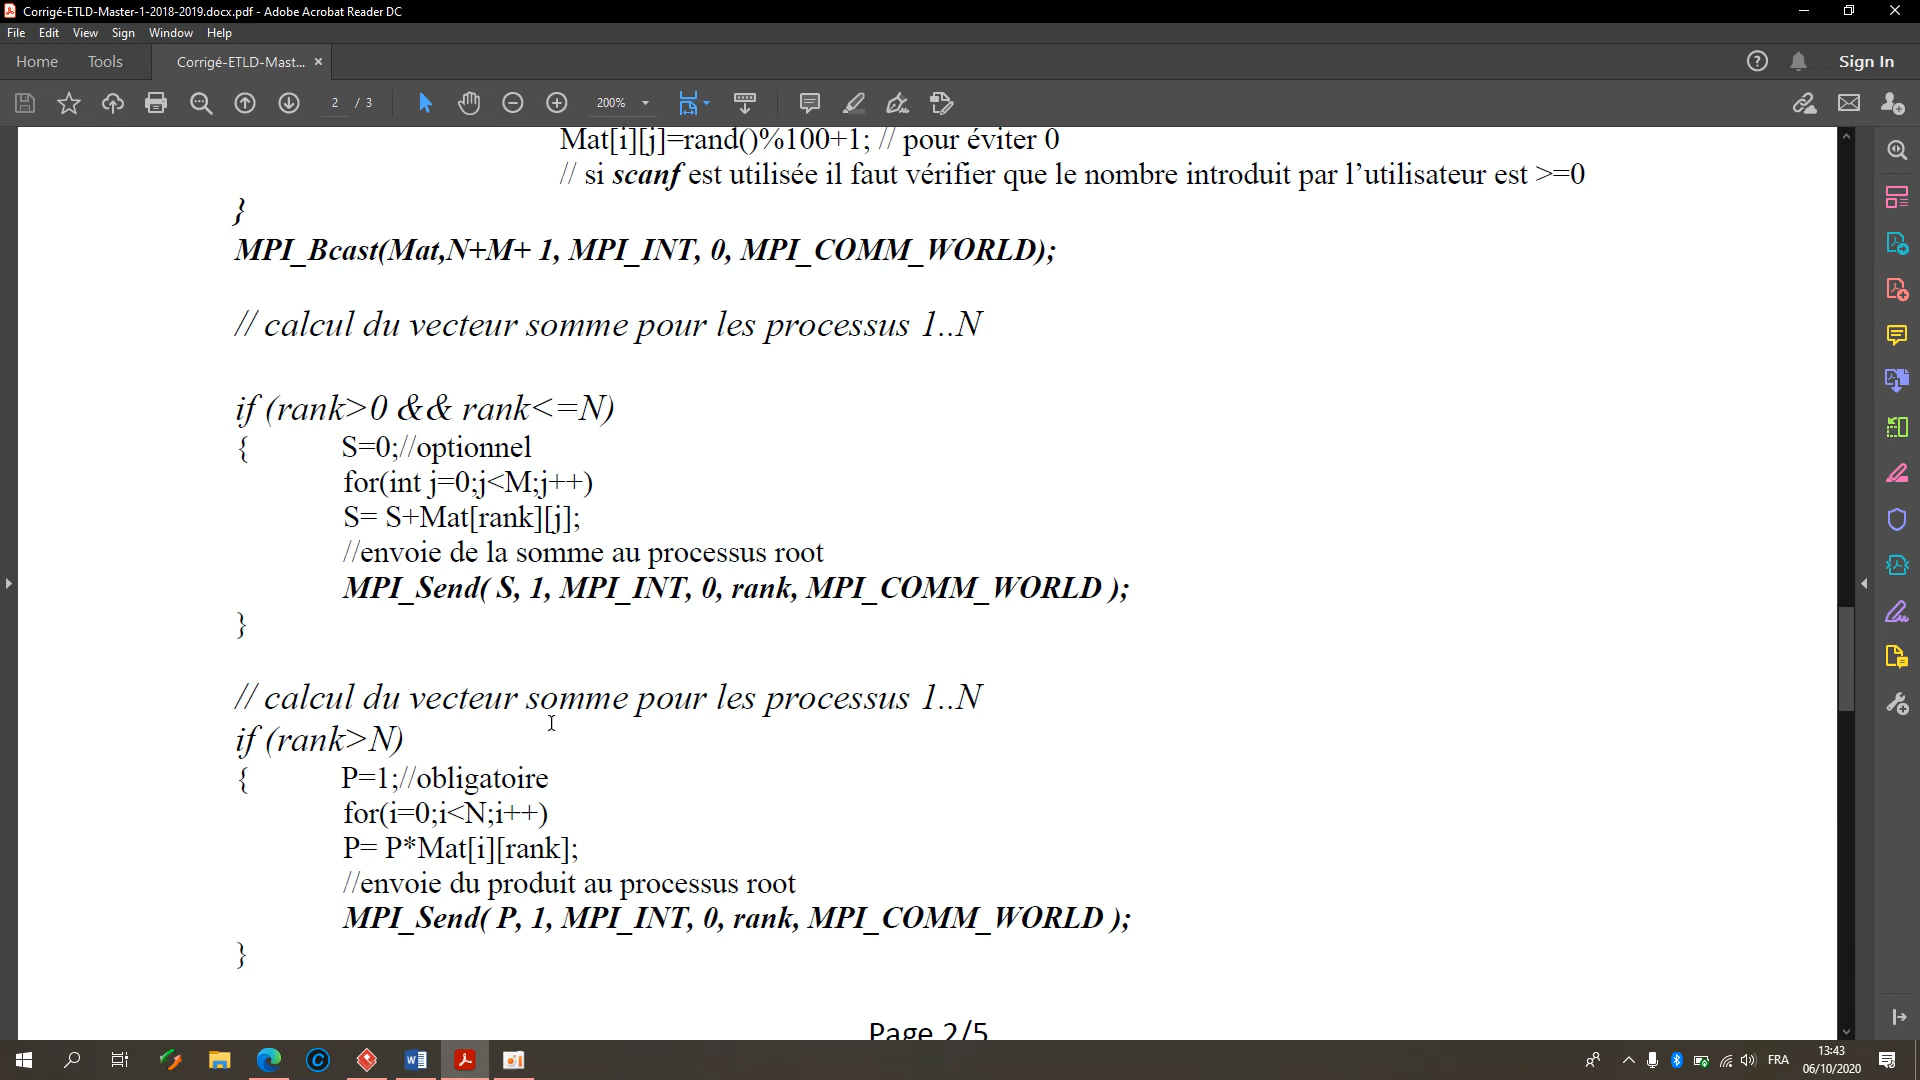 Corrigé-ETLD-Master-1-2018-2019.docx.pdf - Adobe Acrobat Reader DC
File Edit View Sign Window Help
Home Tools Corrigé-ETLD-Mast... × Sign In
2 / 3 200%
Mat[i][j]=rand()%100+1; // pour éviter 0
// si scanf est utilisée il faut vérifier que le nombre introduit par l’utilisateur est >=0
}
MPI_Bcast(Mat,N+M+ 1, MPI_INT, 0, MPI_COMM_WORLD);
// calcul du vecteur somme pour les processus 1..N
if (rank>0 && rank<=N)
{ S=0;//optionnel
for(int j=0;j<M;j++)
S= S+Mat[rank][j];
//envoie de la somme au processus root
MPI_Send( S, 1, MPI_INT, 0, rank, MPI_COMM_WORLD );
}
// calcul du vecteur somme pour les processus 1..N
if (rank>N)
{ P=1;//obligatoire
for(i=0;i<N;i++)
P= P*Mat[i][rank];
//envoie du produit au processus root
MPI_Send( P, 1, MPI_INT, 0, rank, MPI_COMM_WORLD );
}
Page 2/5
FRA
13:43
06/10/2020